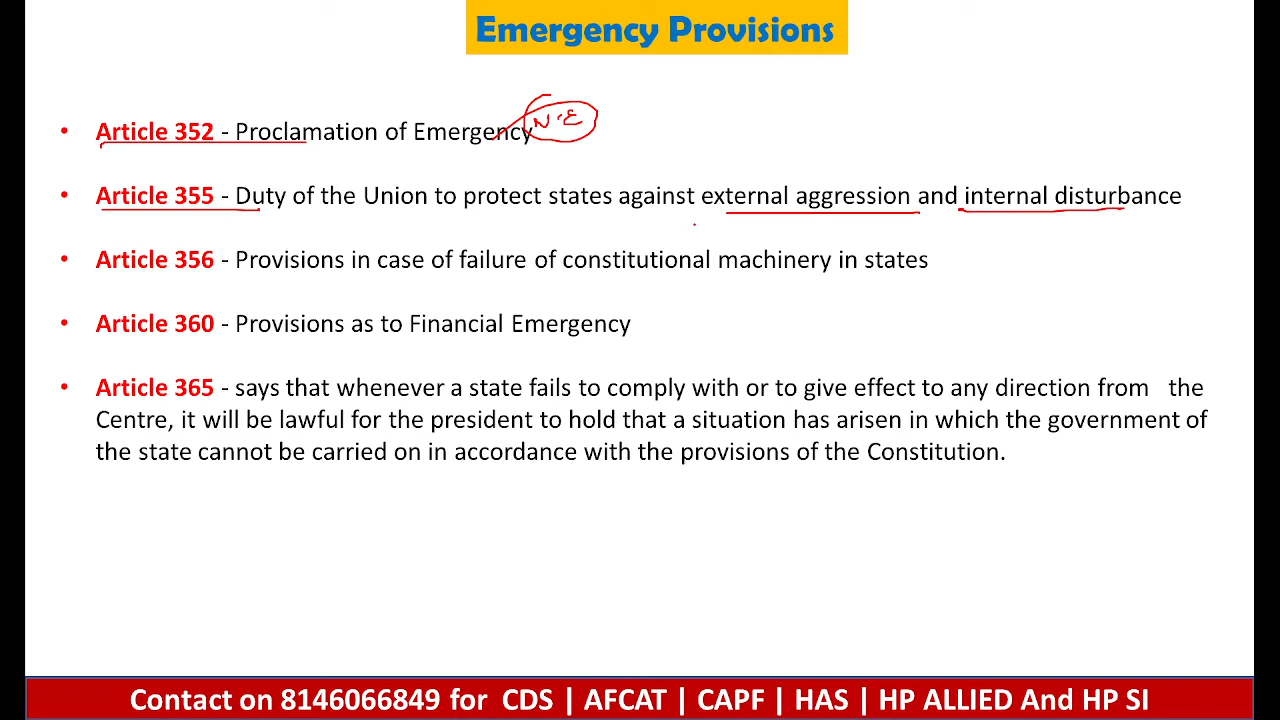 Emergency Provisions
• Article 352 - Proclamation of Emergency N.E
• Article 355 - Duty of the Union to protect states against external aggression and internal disturbance
• Article 356 - Provisions in case of failure of constitutional machinery in states
• Article 360 - Provisions as to Financial Emergency
• Article 365 - says that whenever a state fails to comply with or to give effect to any direction from the
Centre, it will be lawful for the president to hold that a situation has arisen in which the government of
the state cannot be carried on in accordance with the provisions of the Constitution.
Contact on 8146066849 for CDS | AFCAT | CAPF | HAS | HP ALLIED And HP SI